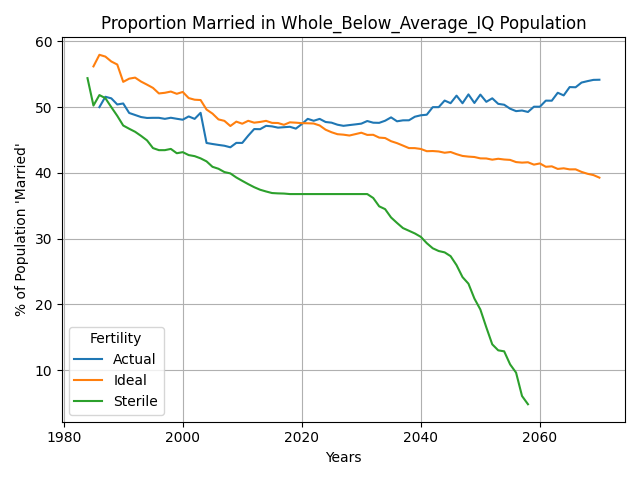 Proportion Married in Whole_Below_Average_IQ Population
% of Population 'Married'
60
50
40
30
20
10
Fertility
Actual
Ideal
Sterile
1980
2000
2020
2040
2060
Years